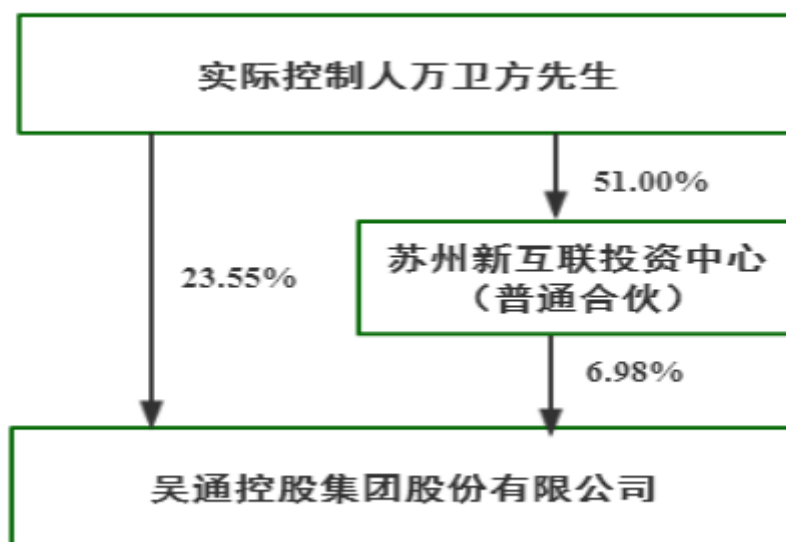 实际控制人万卫方先生
51.00%
23.55%
苏州新互联投资中心
（普通合伙）
6.98%
吴通控股集团股份有限公司